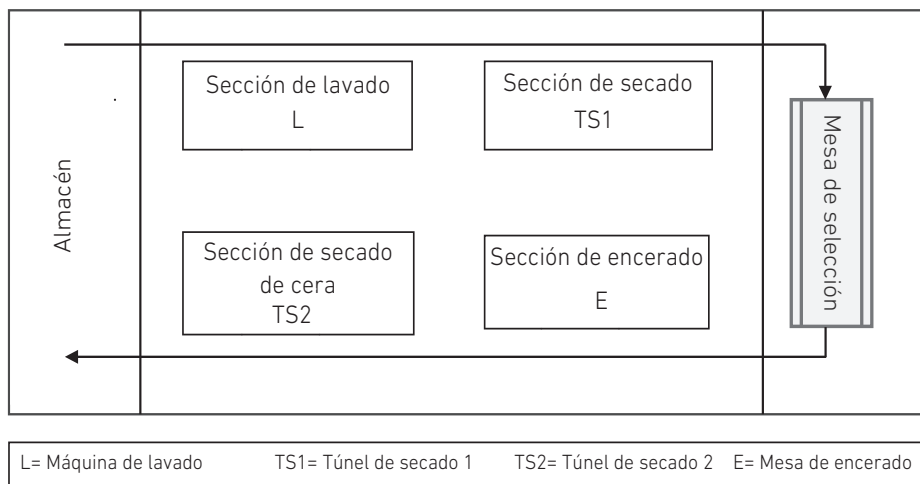 Sección de lavado
L
Sección de secado
TS1
Almacén
Mesa de selección
Sección de secado
de cera
TS2
Sección de encerado
E
L= Máquina de lavado TS1= Túnel de secado 1 TS2= Túnel de secado 2 E= Mesa de encerado